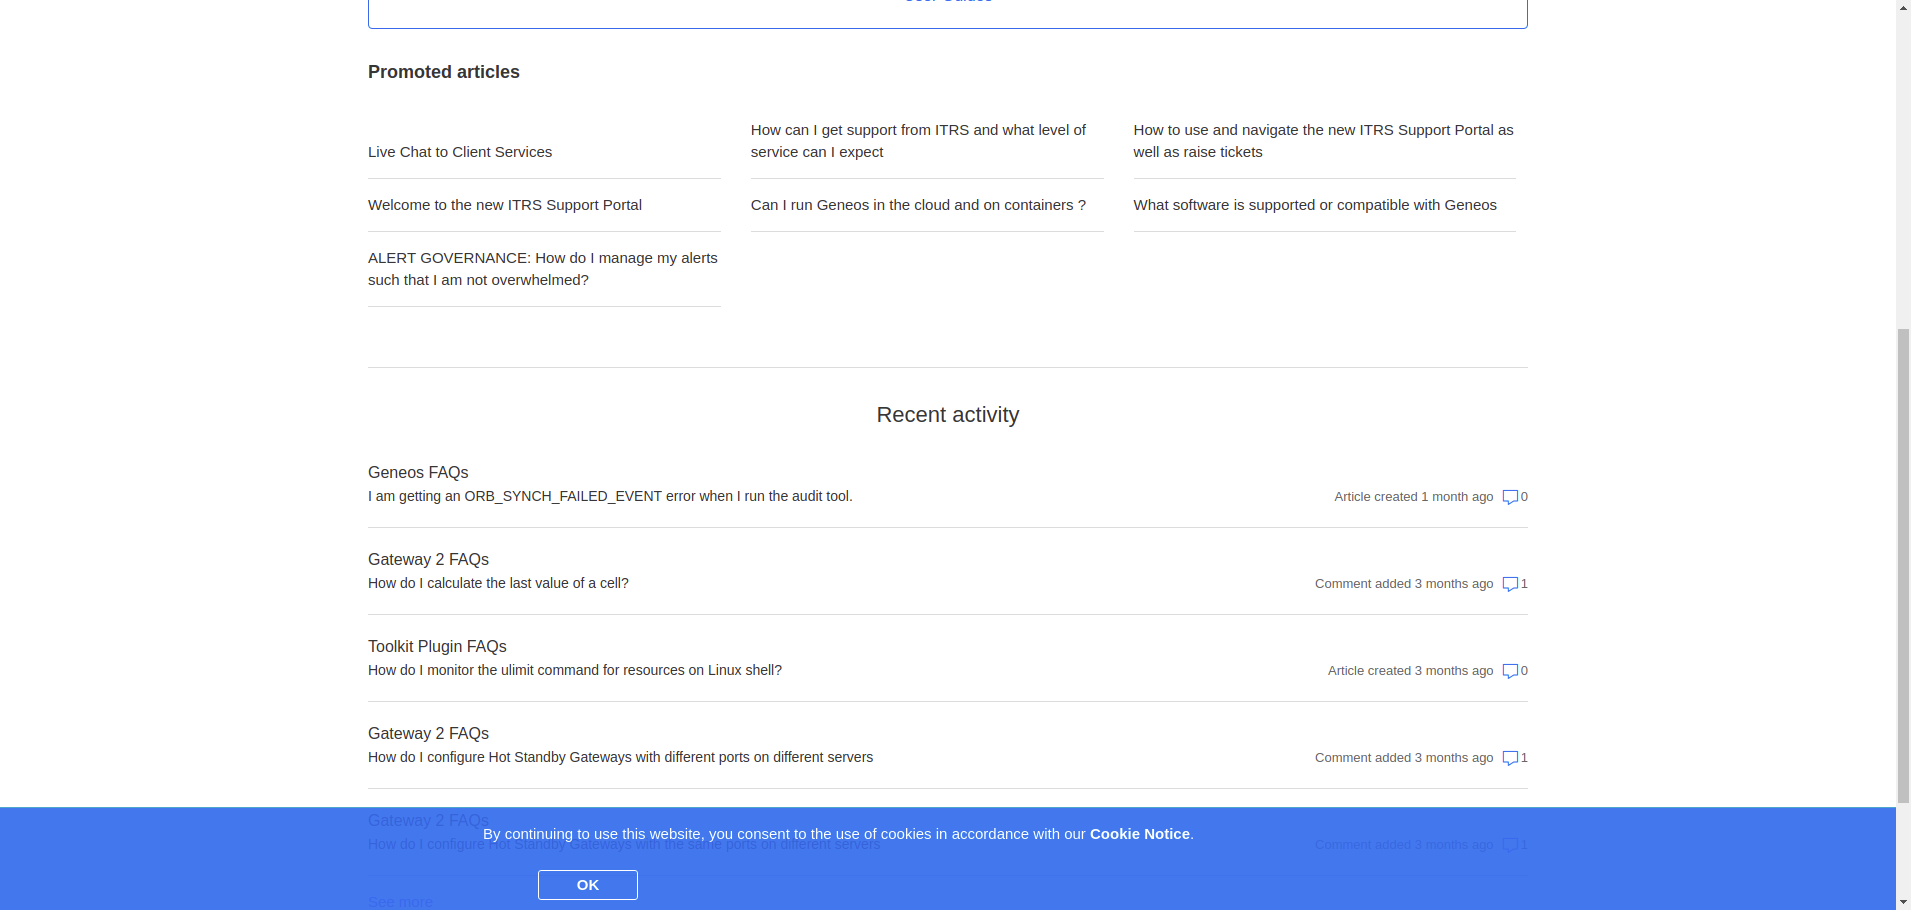 User Guides
Promoted articles
Live Chat to Client Services
How can I get support from ITRS and what level of
service can I expect
How to use and navigate the new ITRS Support Portal as
well as raise tickets
Welcome to the new ITRS Support Portal
Can I run Geneos in the cloud and on containers ?
What software is supported or compatible with Geneos
ALERT GOVERNANCE: How do I manage my alerts
such that I am not overwhelmed?
Recent activity
Geneos FAQs
I am getting an ORB_SYNCH_FAILED_EVENT error when I run the audit tool.
Article created 1 month ago 0
Gateway 2 FAQs
How do I calculate the last value of a cell?
Comment added 3 months ago 1
Toolkit Plugin FAQs
How do I monitor the ulimit command for resources on Linux shell?
Article created 3 months ago 0
Gateway 2 FAQs
How do I configure Hot Standby Gateways with different ports on different servers
Comment added 3 months ago 1
Gateway 2 FAQs
By continuing to use this website, you consent to the use of cookies in accordance with our Cookie Notice.
How do I configure Hot Standby Gateways with the same ports on different servers
Comment added 3 months ago 1
OK
See more